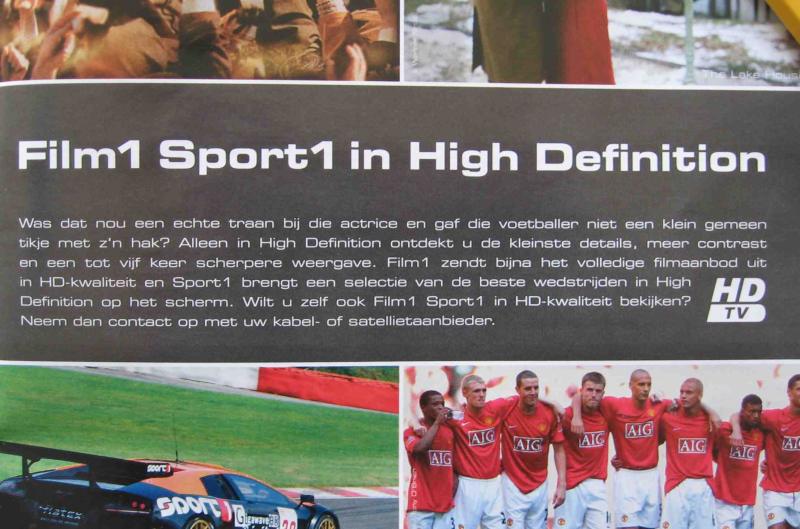 The Lake Hous
Film1 Sport1 in High Definition
Was dat nou een echte traan bij die actrice en gaf die voetballer niet een klein gemeen
tikje met z'n hak? Alleen in High Definition ontdekt u de kleinste details, meer contrast
en een tot vijf keer scherpere weergave. Film1 zendt bijna het volledige filmaanbod uit
in HD-kwaliteit en Sport1 brengt een selectie van de beste wedstrijden in High
Definition op het scherm. Wilt u zelf ook Film1 Sport1 in HD-kwaliteit bekijken?
Neem dan contact op met uw kabel- of satellietaanbieder.
HD
TV
AIG
AIG
AIG
AIG
AIG
AIG
AIG
AIG
sport1
sport1